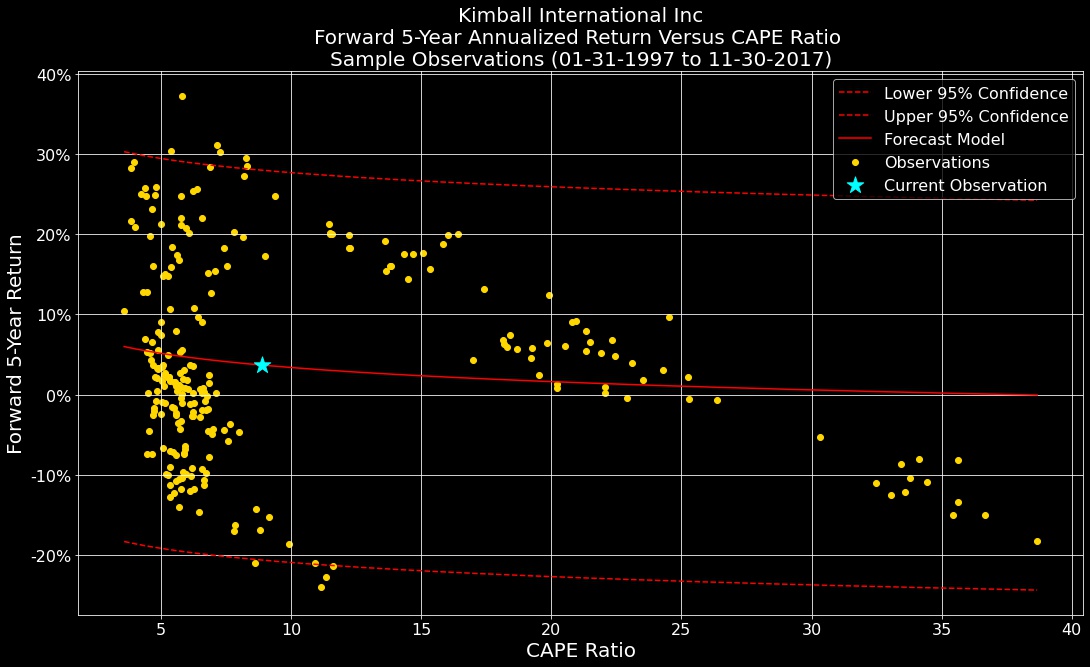 Kimball International Inc
Forward 5-Year Annualized Return Versus CAPE Ratio
Sample Observations (01-31-1997 to 11-30-2017)
Lower 95% Confidence
Upper 95% Confidence
Forecast Model
Observations
Current Observation
Forward 5-Year Return
40%
30%
20%
10%
0%
-10%
-20%
5 10 15 20 25 30 35 40
CAPE Ratio